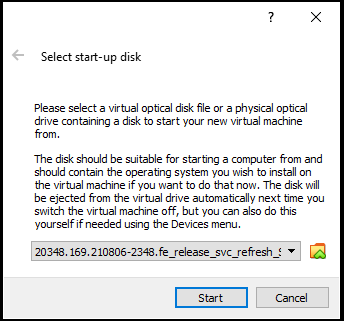 ?
Select start-up disk
Please select a virtual optical disk file or a physical optical
drive containing a disk to start your new virtual machine
from.
The disk should be suitable for starting a computer from and
should contain the operating system you wish to install on
the virtual machine if you want to do that now. The disk will
be ejected from the virtual drive automatically next time you
switch the virtual machine off, but you can also do this
yourself if needed using the Devices menu.
20348.169.210806-2348.fe_release_svc_refresh_S
Start
Cancel